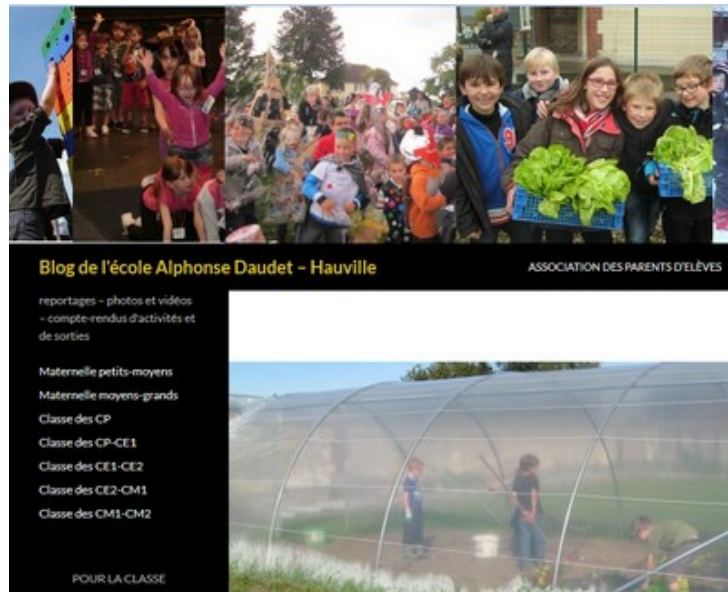 Blog de l'école Alphonse Daudet – Hauville
ASSOCIATION DES PARENTS D'ELÈVES
reportages – photos et vidéos
– compte-rendus d'activités et
de sorties
Maternelle petits-moyens
Maternelle moyens-grands
Classe des CP
Classe des CP-CE1
Classe des CE1-CE2
Classe des CE2-CM1
Classe des CM1-CM2
POUR LA CLASSE